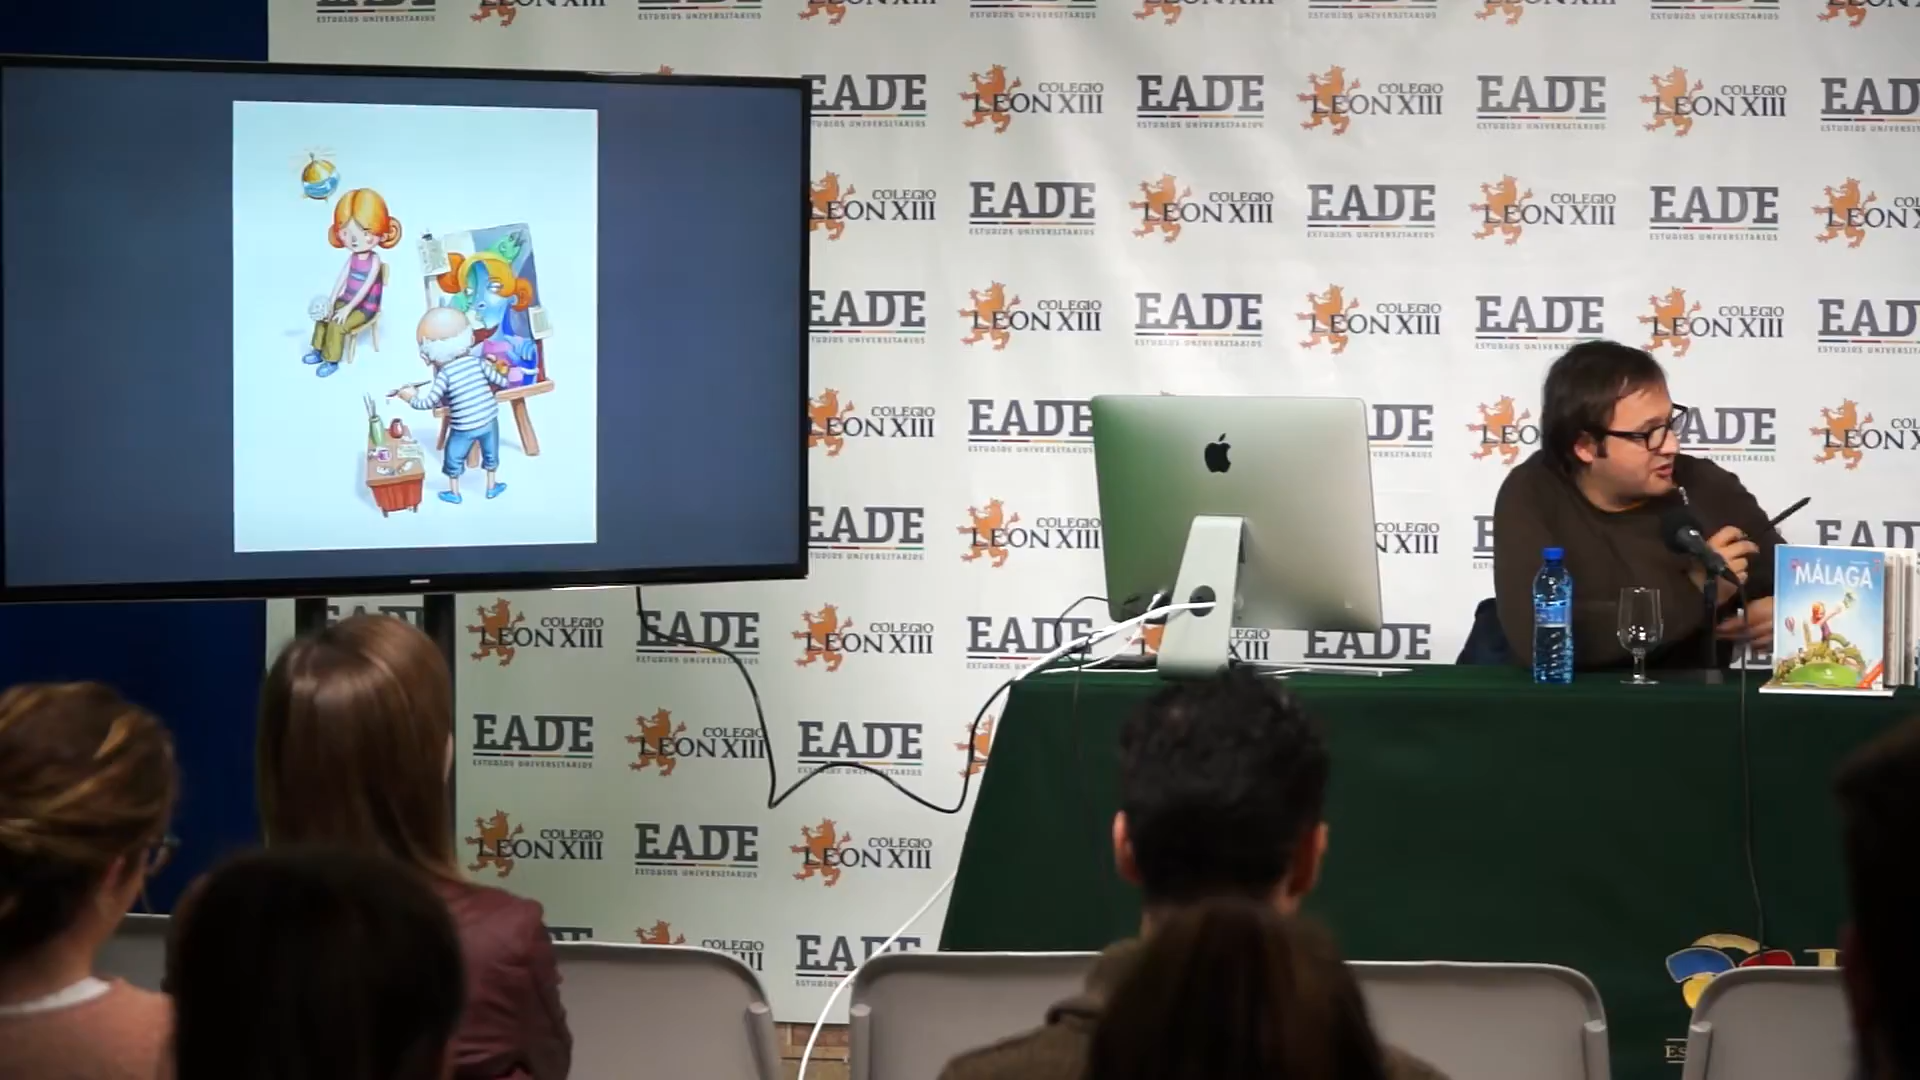 EADE
ESTUDIOS UNIVERSITARIOS
COLEGIO
LEON XIII
MÁLAGA